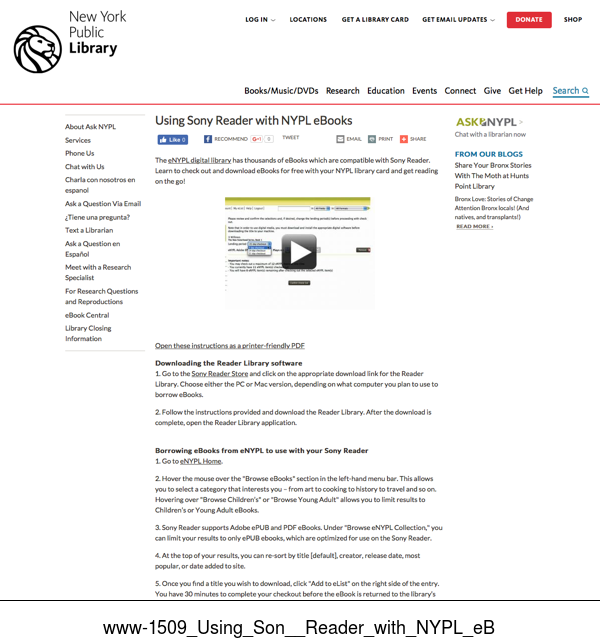 New York
Public
Library
LOG IN
LOCATIONS
GET A LIBRARY CARD
GET EMAIL UPDATES
DONATE
SHOP
Books/Music/DVDs
Research
Education
Events
Connect
Give
Get Help
Search
About Ask NYPL
Services
Phone Us
Chat with Us
Charla con nosotros en
espanol
Ask a Question Via Email
¿Tiene una pregunta?
Text a Librarian
Ask a Question en
Español
Meet with a Research
Specialist
For Research Questions
and Reproductions
eBook Central
Library Closing
Information
Using Sony Reader with NYPL eBooks
Like 0
RECOMMEND
G+1 0
TWEET
EMAIL
PRINT
SHARE
The eNYPL digital library has thousands of eBooks which are compatible with Sony Reader.
Learn to check out and download eBooks for free with your NYPL library card and get reading
on the go!
Open these instructions as a printer-friendly PDF
Downloading the Reader Library software
1. Go to the Sony Reader Store and click on the appropriate download link for the Reader
Library. Choose either the PC or Mac version, depending on what computer you plan to use to
borrow eBooks.
2. Follow the instructions provided and download the Reader Library. After the download is
complete, open the Reader Library application.
Borrowing eBooks from eNYPL to use with your Sony Reader
1. Go to eNYPL Home.
2. Hover the mouse over the "Browse eBooks" section in the left-hand menu bar. This allows
you to select a category that interests you – from art to cooking to history to travel and so on.
Hovering over "Browse Children's" or "Browse Young Adult" allows you to limit results to
Children's or Young Adult eBooks.
3. Sony Reader supports Adobe ePUB and PDF eBooks. Under "Browse eNYPL Collection," you
can limit your results to only ePUB ebooks, which are optimized for use on the Sony Reader.
4. At the top of your results, you can re-sort by title [default], creator, release date, most
popular, or date added to site.
5. Once you find a title you wish to download, click "Add to eList" on the right side of the entry.
You have 30 minutes to complete your checkout before the eBook is returned to the library's
ASK NYPL >
Chat with a librarian now
FROM OUR BLOGS
Share Your Bronx Stories
With The Moth at Hunts
Point Library
Bronx Love: Stories of Change
Attention Bronx locals! (And
natives, and transplants!)
READ MORE ›
www-1509_Using_Son__Reader_with_NYPL_eB